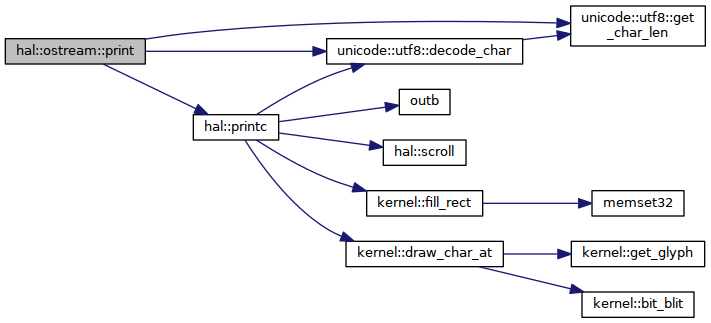 unicode::utf8::get
_char_len
hal::ostream::print
unicode::utf8::decode_char
outb
hal::printc
hal::scroll
kernel::fill_rect
memset32
kernel::draw_char_at
kernel::get_glyph
kernel::bit_blit